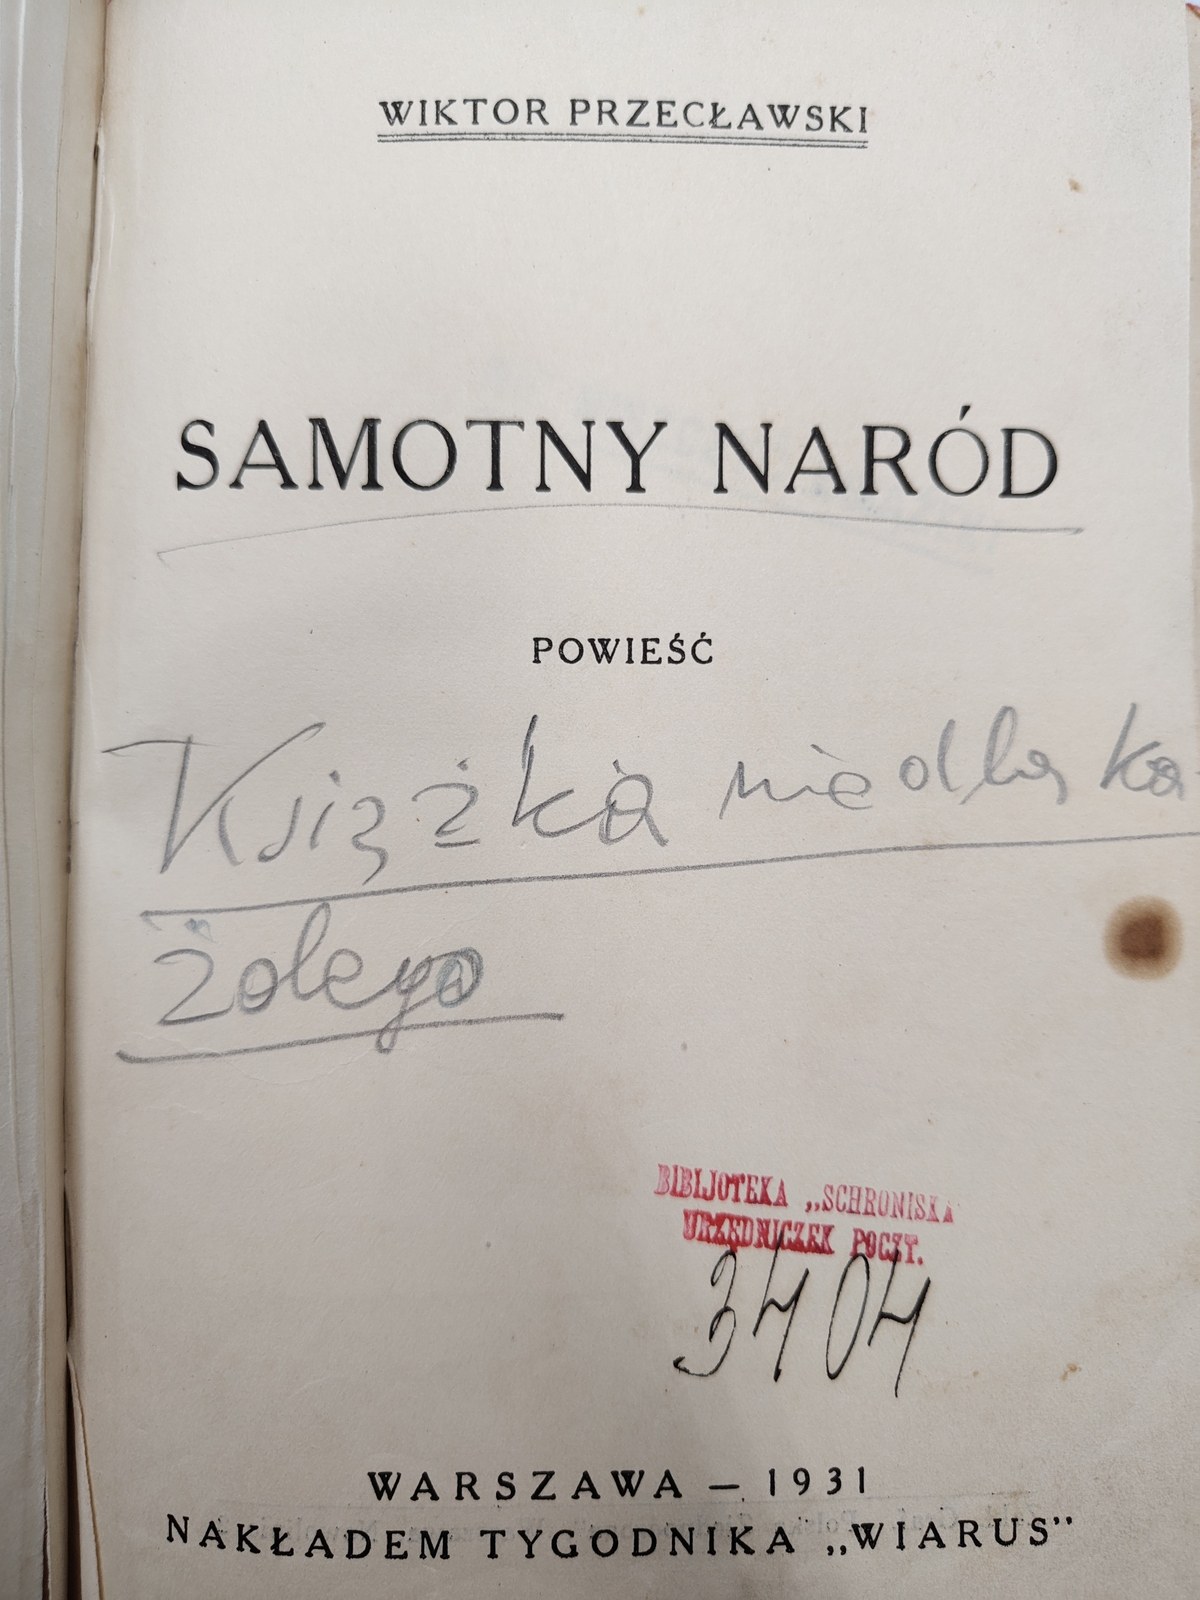 WIKTOR PRZECŁAWSKI
SAMOTNY NARÓD
POWIEŚĆ
Książka nie dla ka
żdego
BIBLJOTEKA „SCHRONISKA
URZĘDNICZEK POCZT.
3404
WARSZAWA — 1931
NAKŁADEM TYGODNIKA „WIARUS"